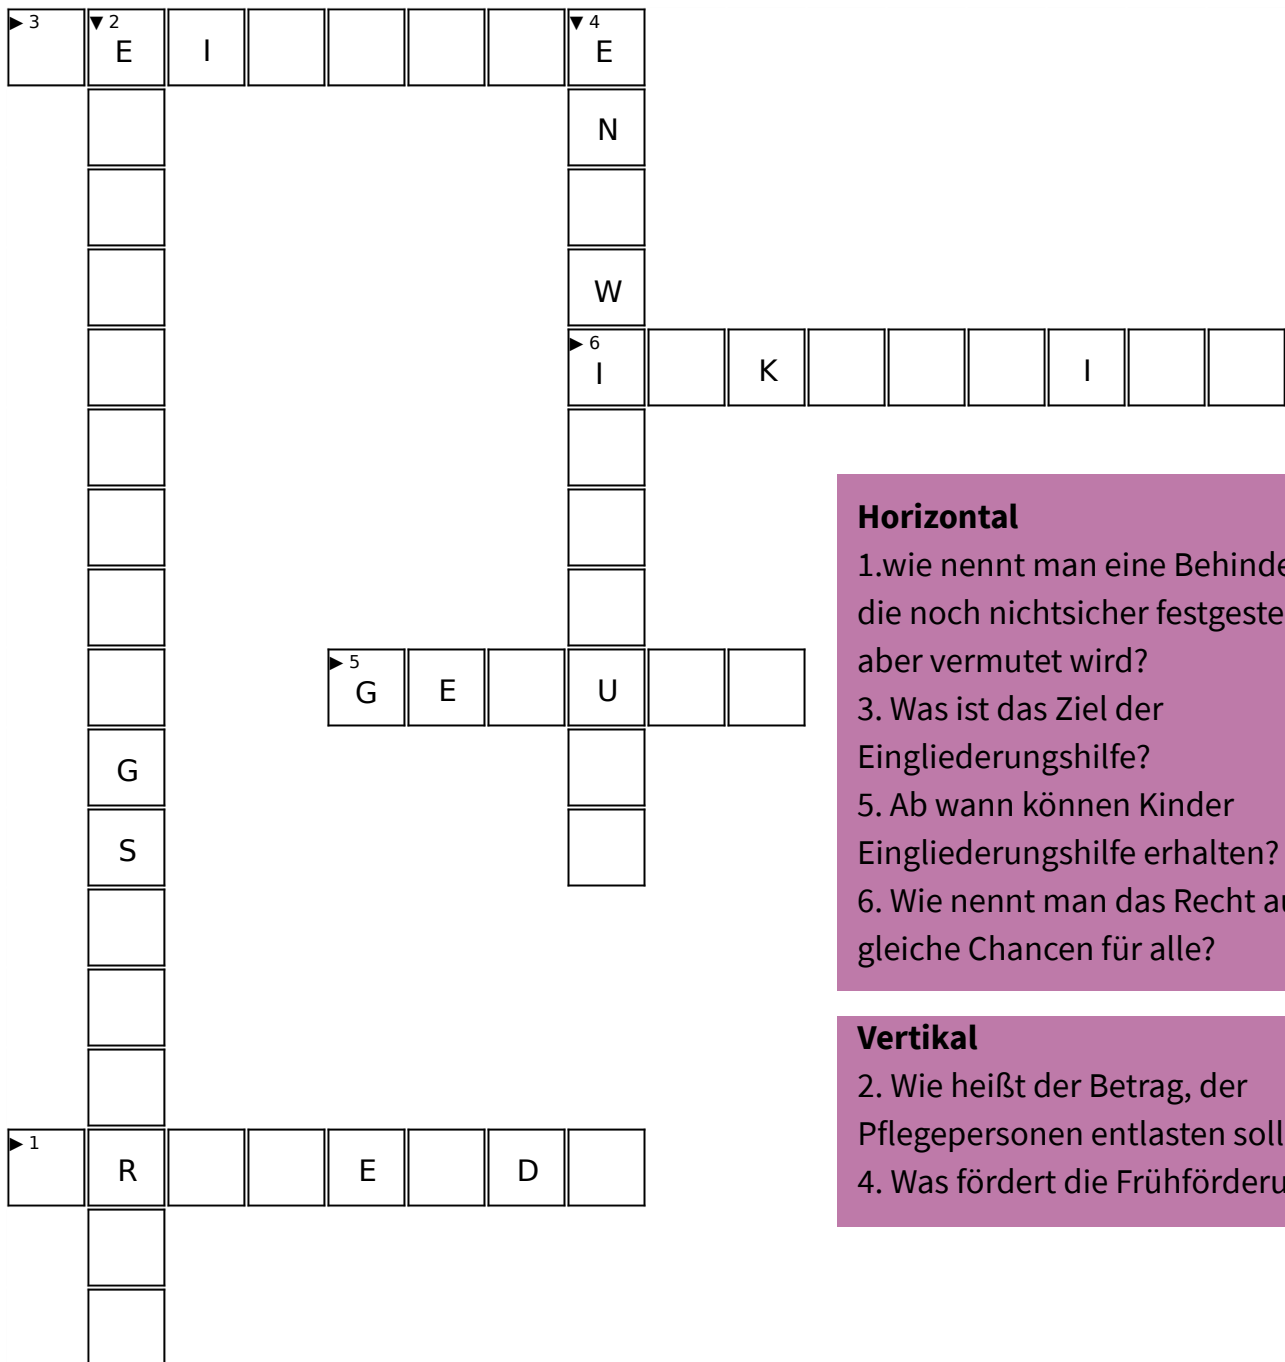 3 2 E I 4 E
N
W
6 I K I
5 G E U
G
S
1 R E D
Horizontal
1.wie nennt man eine Behinde
die noch nichtsicher festgeste
aber vermutet wird?
3. Was ist das Ziel der
Eingliederungshilfe?
5. Ab wann können Kinder
Eingliederungshilfe erhalten?
6. Wie nennt man das Recht au
gleiche Chancen für alle?
Vertikal
2. Wie heißt der Betrag, der
Pflegepersonen entlasten soll
4. Was fördert die Frühförderu